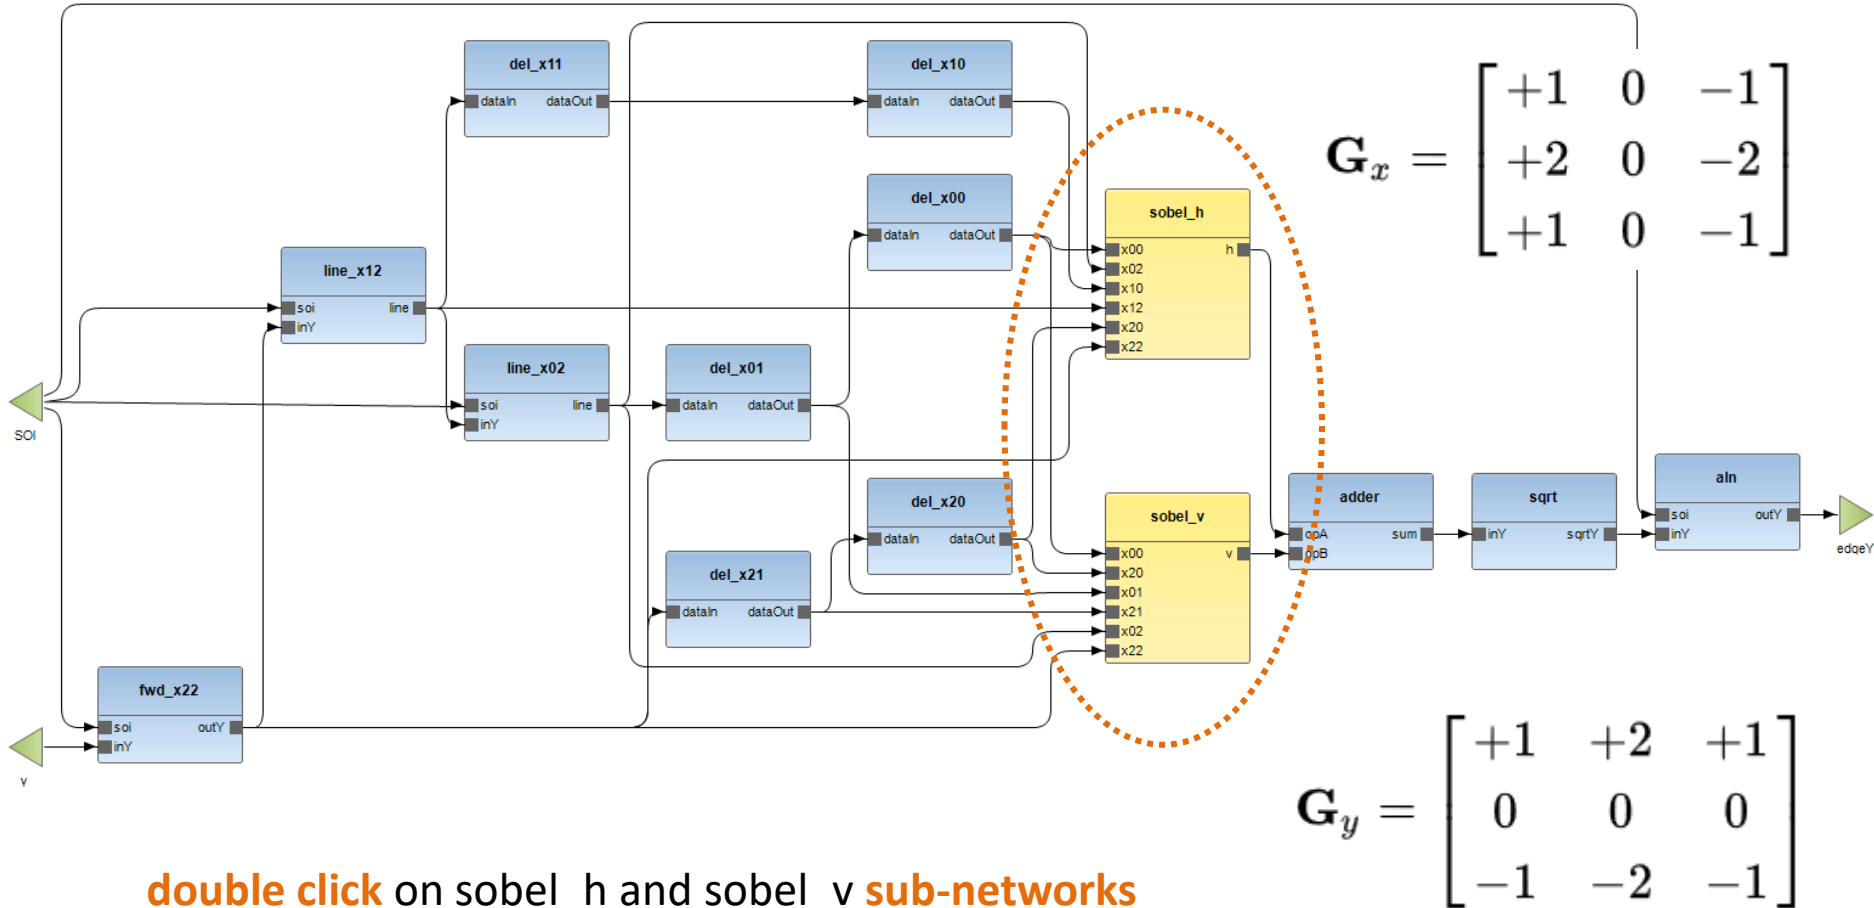 del_x11
dataIn dataOut
del_x10
dataIn dataOut
G_x = [ +1 0 −1
+2 0 −2
+1 0 −1 ]
del_x00
dataIn dataOut
sobel_h
x00 h
x02
x10
x12
x20
x22
line_x12
soi line
inY
line_x02
soi line
inY
del_x01
dataIn dataOut
SOI
del_x20
dataIn dataOut
sobel_v
x00 v
x20
x01
x21
x02
x22
adder
opA sum
opB
sqrt
inY sqrtY
aln
soi outY
inY
edgeY
del_x21
dataIn dataOut
fwd_x22
soi outY
inY
y
G_y = [ +1 +2 +1
0 0 0
−1 −2 −1 ]
double click on sobel_h and sobel_v sub-networks